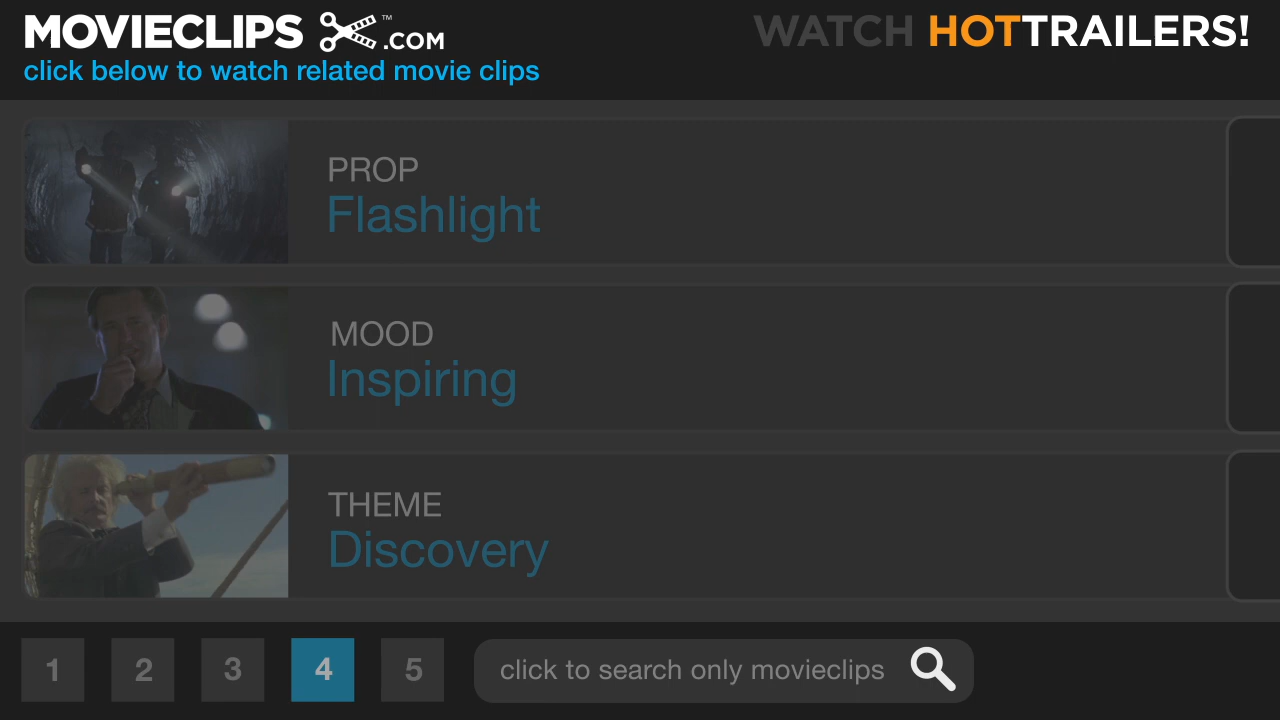 MOVIECLIPS ™ .COM
WATCH HOTTRAILERS!
click below to watch related movie clips
PROP
Flashlight
MOOD
Inspiring
THEME
Discovery
1 2 3 4 5 click to search only movieclips